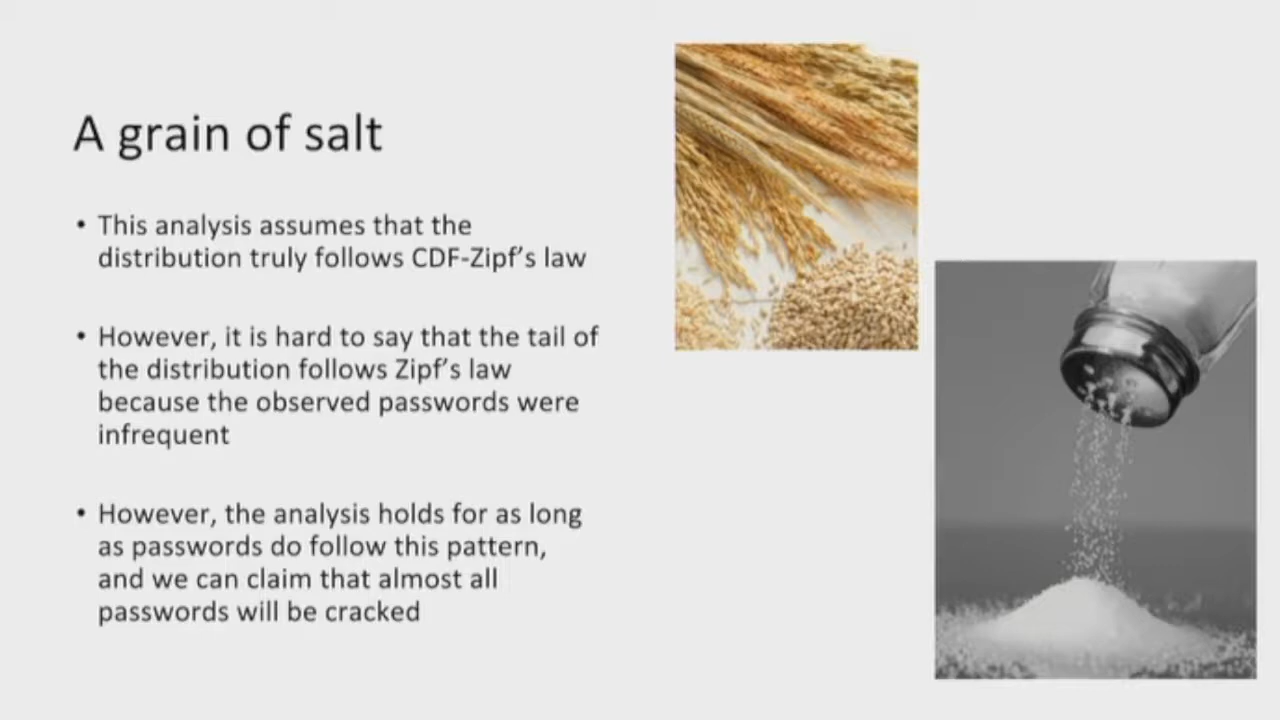 A grain of salt
• This analysis assumes that the
distribution truly follows CDF-Zipf's law
• However, it is hard to say that the tail of
the distribution follows Zipf's law
because the observed passwords were
infrequent
• However, the analysis holds for as long
as passwords do follow this pattern,
and we can claim that almost all
passwords will be cracked